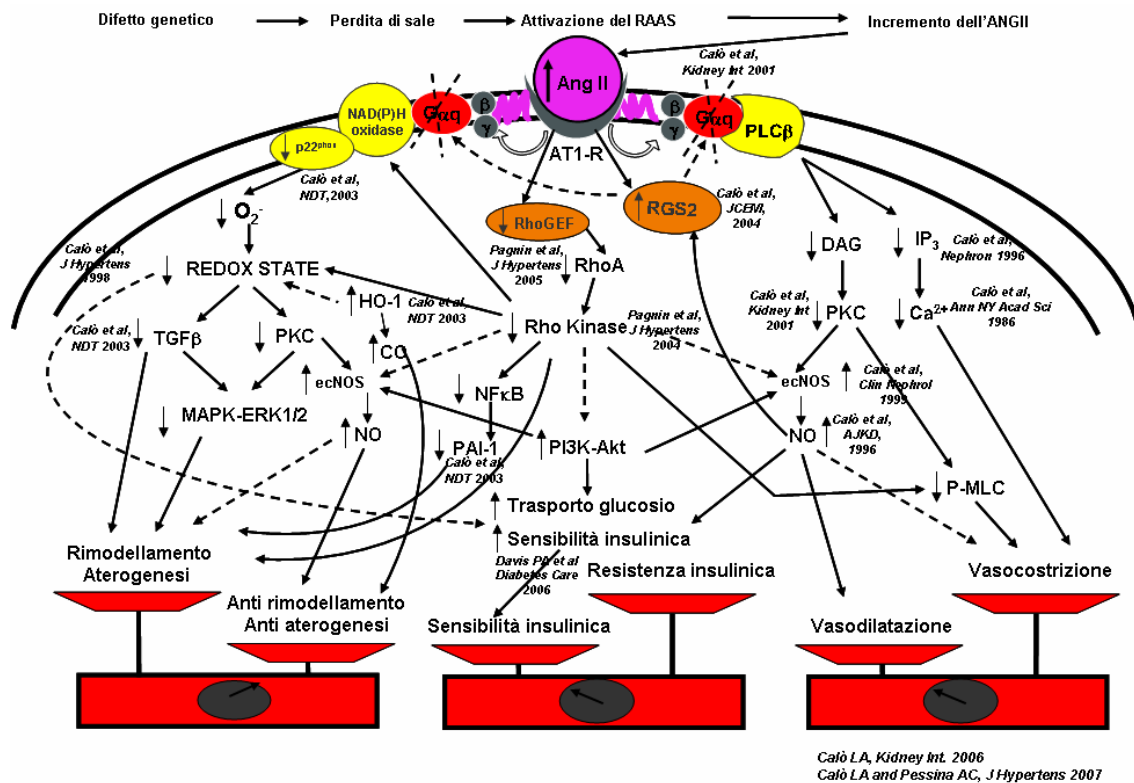 Difetto genetico
Perdita di sale
Attivazione del RAAS
Incremento dell'ANGII
Calò et al,
Kidney Int 2001
Ang II
NAD(P)H
oxidase
Gαq
β
γ
β
γ
Gαq
PLCβ
p22phox
AT1-R
Calò et al,
NDT,2003
O2-
RhoGEF
RGS2
Calò et al,
JCEM,
2004
Calò et al,
J Hypertens
1998
REDOX STATE
Pagnin et al,
J Hypertens
2005
RhoA
DAG
IP3
Calò et al,
Nephron 1996
HO-1
Calò et al,
NDT 2003
Calò et al,
NDT 2003
TGFβ
PKC
CO
Rho Kinase
Pagnin et al,
J Hypertens
2004
Calò et al,
Kidney Int
2001
PKC
Ca2+
Calò et al,
Ann NY Acad Sci
1986
ecNOS
NFκB
ecNOS
Calò et al,
Clin Nephrol
1999
MAPK-ERK1/2
NO
PAI-1
Calò et al,
NDT 2003
PI3K-Akt
NO
Calò et al,
AJKD,
1996
P-MLC
Trasporto glucosio
Sensibilità insulinica
Davis PA et al
Diabetes Care
2006
Rimodellamento
Aterogenesi
Resistenza insulinica
Vasocostrizione
Anti rimodellamento
Anti aterogenesi
Sensibilità insulinica
Vasodilatazione
Calò LA, Kidney Int. 2006
Calò LA and Pessina AC, J Hypertens 2007